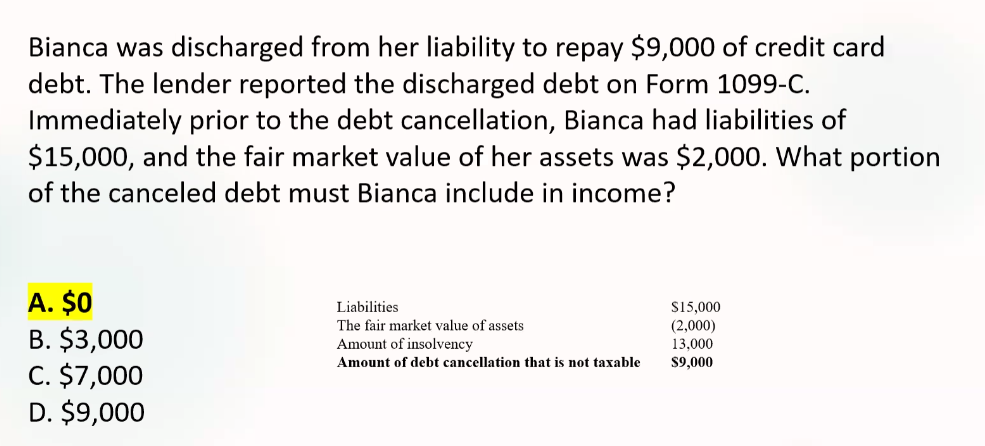 Bianca was discharged from her liability to repay $9,000 of credit card
debt. The lender reported the discharged debt on Form 1099-C.
Immediately prior to the debt cancellation, Bianca had liabilities of
$15,000, and the fair market value of her assets was $2,000. What portion
of the canceled debt must Bianca include in income?
A. $0
B. $3,000
C. $7,000
D. $9,000
Liabilities $15,000
The fair market value of assets (2,000)
Amount of insolvency 13,000
Amount of debt cancellation that is not taxable $9,000